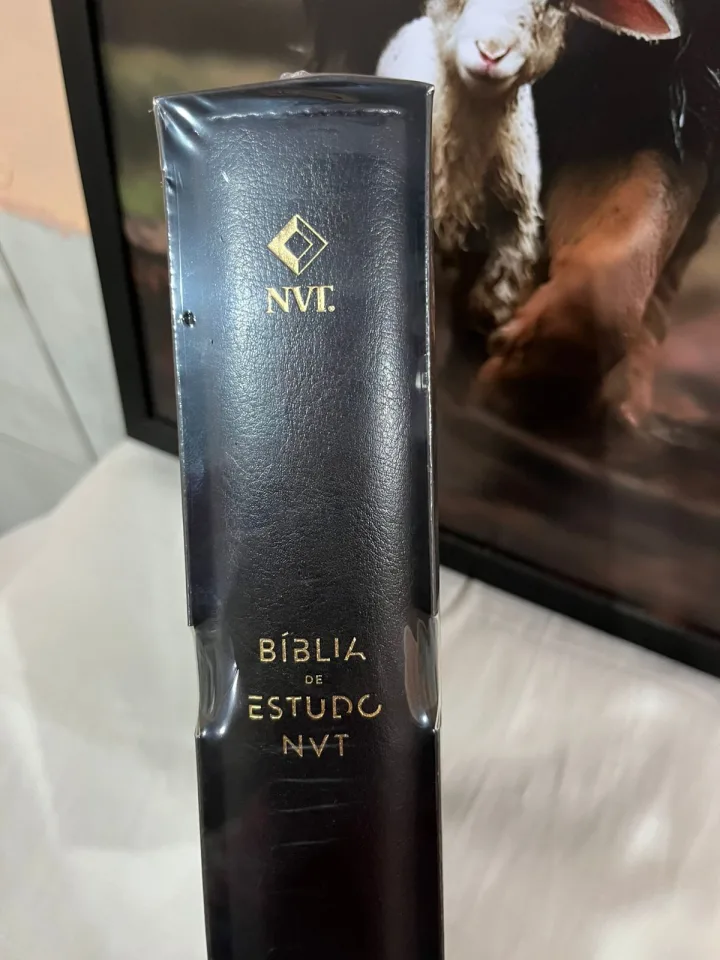 NVT.
BÍBLIA
DE
ESTUDO
NVT